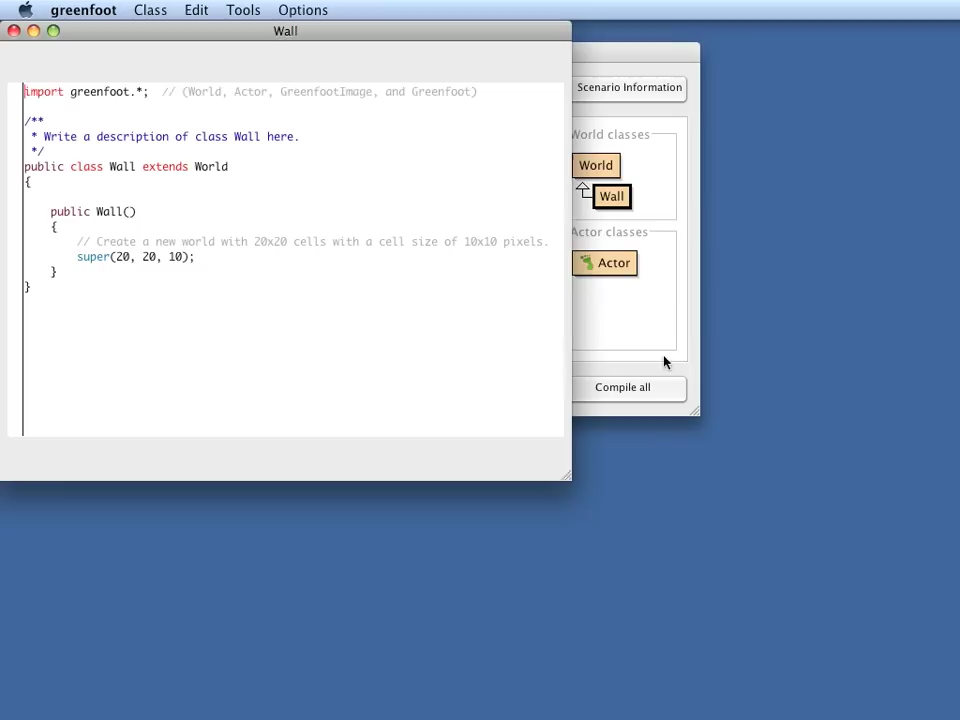 greenfoot Class Edit Tools Options
Wall
import greenfoot.*;  // (World, Actor, GreenfootImage, and Greenfoot)
/**
 * Write a description of class Wall here.
 */
public class Wall extends World
{
    public Wall()
    {
        // Create a new world with 20x20 cells with a cell size of 10x10 pixels.
        super(20, 20, 10);
    }
}
Scenario Information
World classes
World
Wall
Actor classes
Actor
Compile all